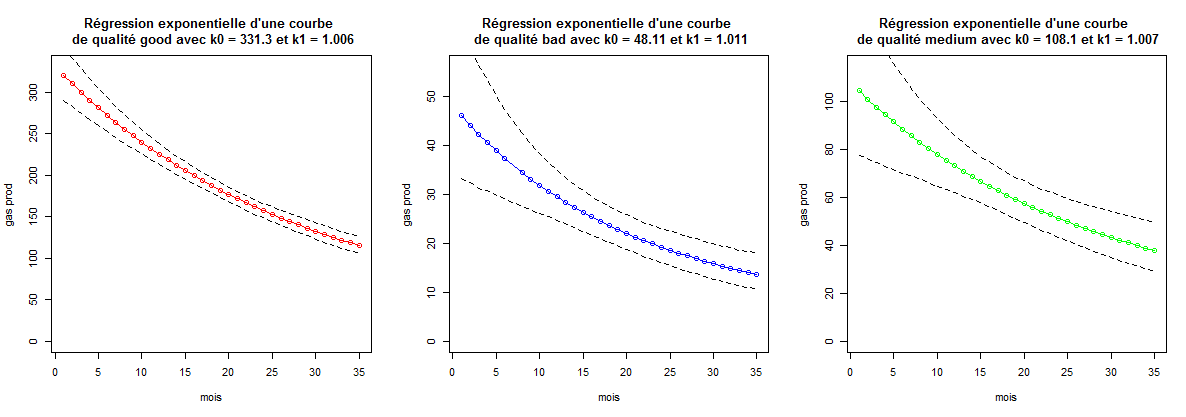 Régression exponentielle d'une courbe
de qualité good avec k0 = 331.3 et k1 = 1.006
gas prod
0
50
100
150
200
250
300
0 5 10 15 20 25 30 35
mois
Régression exponentielle d'une courbe
de qualité bad avec k0 = 48.11 et k1 = 1.011
gas prod
0
10
20
30
40
50
0 5 10 15 20 25 30 35
mois
Régression exponentielle d'une courbe
de qualité medium avec k0 = 108.1 et k1 = 1.007
gas prod
0
20
40
60
80
100
0 5 10 15 20 25 30 35
mois